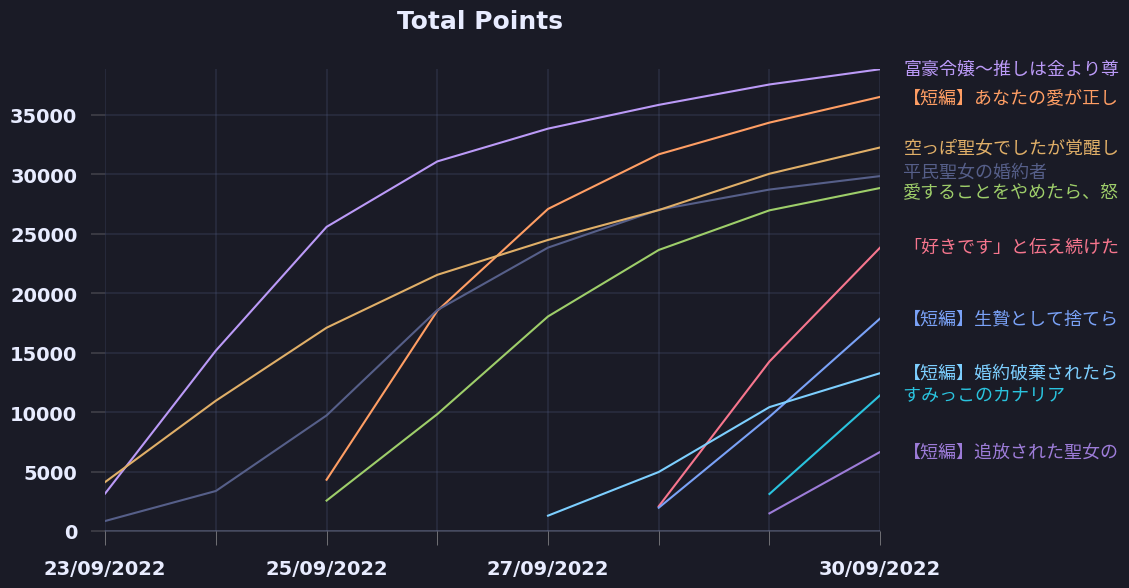 Total Points
35000
30000
25000
20000
15000
10000
5000
0
23/09/2022
25/09/2022
27/09/2022
30/09/2022
富豪令嬢〜推しは金より尊
【短編】あなたの愛が正し
空っぽ聖女でしたが覚醒し
平民聖女の婚約者
愛することをやめたら、怒
「好きです」と伝え続けた
【短編】生贄として捨てら
【短編】婚約破棄されたら
すみっこのカナリア
【短編】追放された聖女の